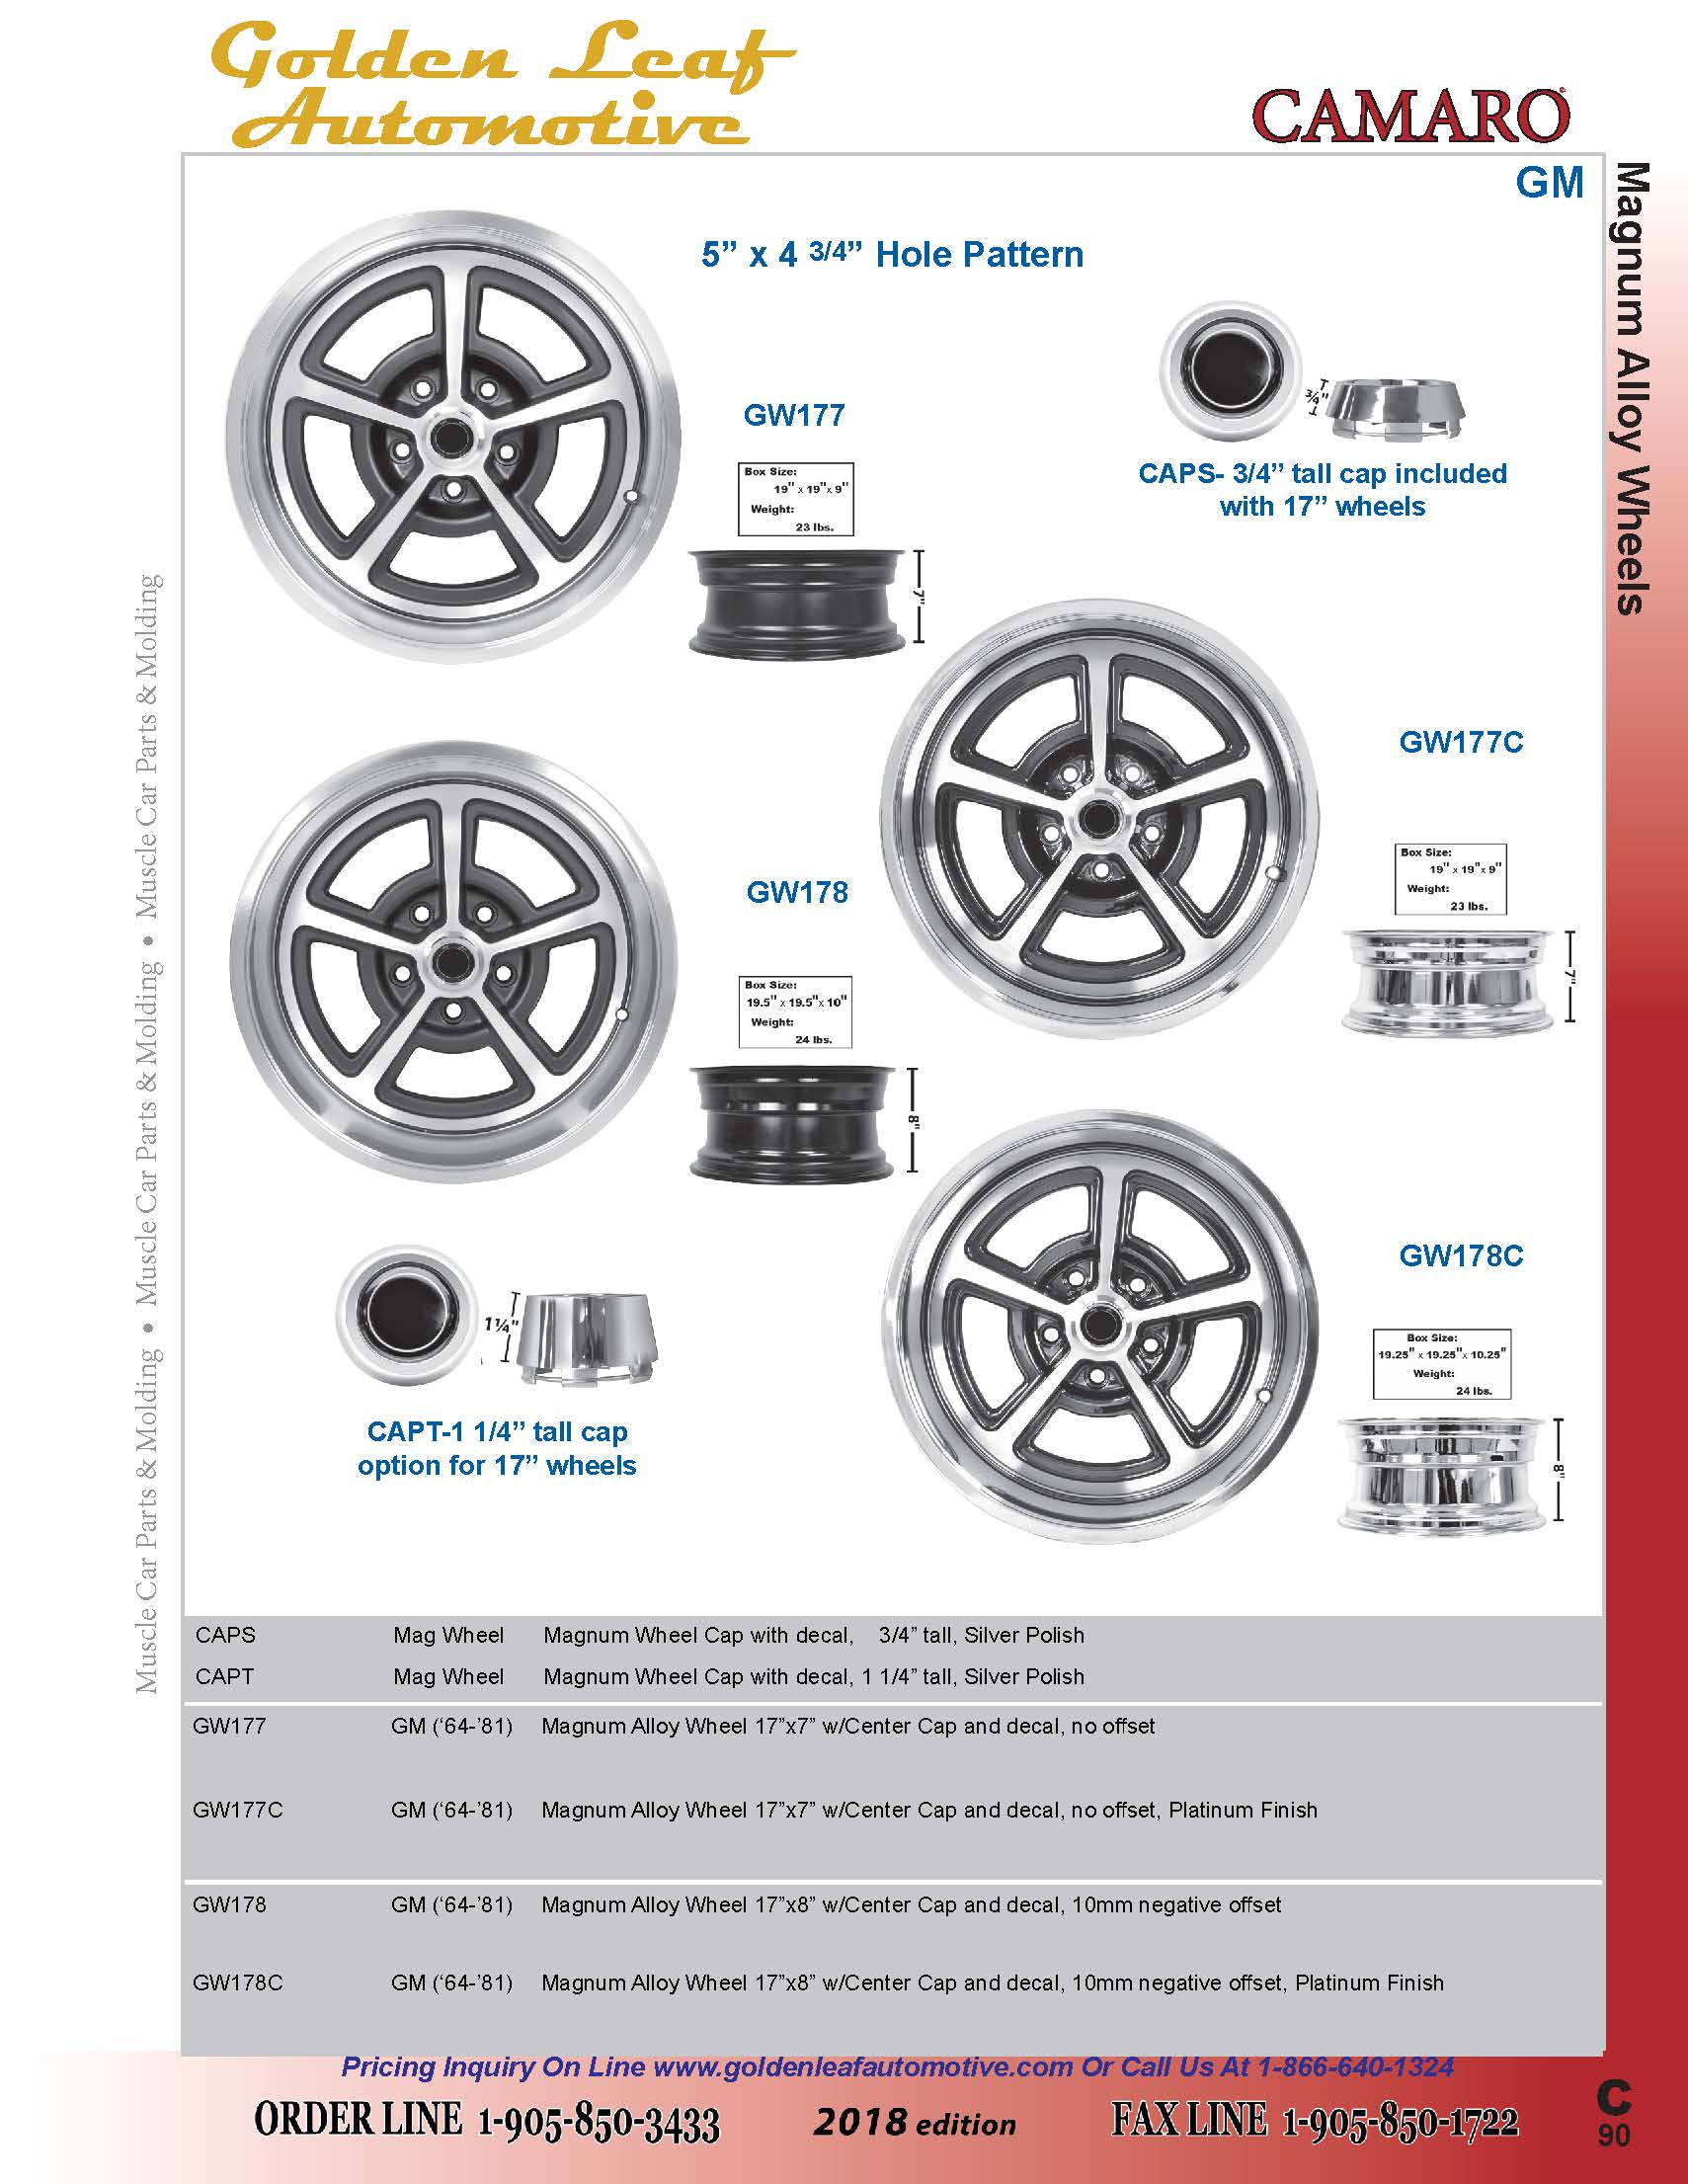 Golden Leaf
Automotive
CAMARO
GM
Magnum Alloy Wheels
5” x 4 3/4” Hole Pattern
GW177
Box Size:
19" x 19"x 9"
Weight:
23 lbs.
7"
3/4"
CAPS- 3/4” tall cap included
with 17” wheels
GW177C
Box Size:
19" x 19"x 9"
Weight:
23 lbs.
7"
GW178
Box Size:
19.5" x 19.5"x 10"
Weight:
24 lbs.
8"
GW178C
Box Size:
19.25" x 19.25"x 10.25"
Weight:
24 lbs.
8"
1¼"
CAPT-1 1/4” tall cap
option for 17” wheels
Muscle Car Parts & Molding • Muscle Car Parts & Molding • Muscle Car Parts & Molding
CAPS Mag Wheel Magnum Wheel Cap with decal, 3/4” tall, Silver Polish
CAPT Mag Wheel Magnum Wheel Cap with decal, 1 1/4” tall, Silver Polish
GW177 GM (‘64-’81) Magnum Alloy Wheel 17”x7” w/Center Cap and decal, no offset
GW177C GM (‘64-’81) Magnum Alloy Wheel 17”x7” w/Center Cap and decal, no offset, Platinum Finish
GW178 GM (‘64-’81) Magnum Alloy Wheel 17”x8” w/Center Cap and decal, 10mm negative offset
GW178C GM (‘64-’81) Magnum Alloy Wheel 17”x8” w/Center Cap and decal, 10mm negative offset, Platinum Finish
Pricing Inquiry On Line www.goldenleafautomotive.com Or Call Us At 1-866-640-1324
ORDER LINE 1-905-850-3433 2018 edition FAX LINE 1-905-850-1722
C
90